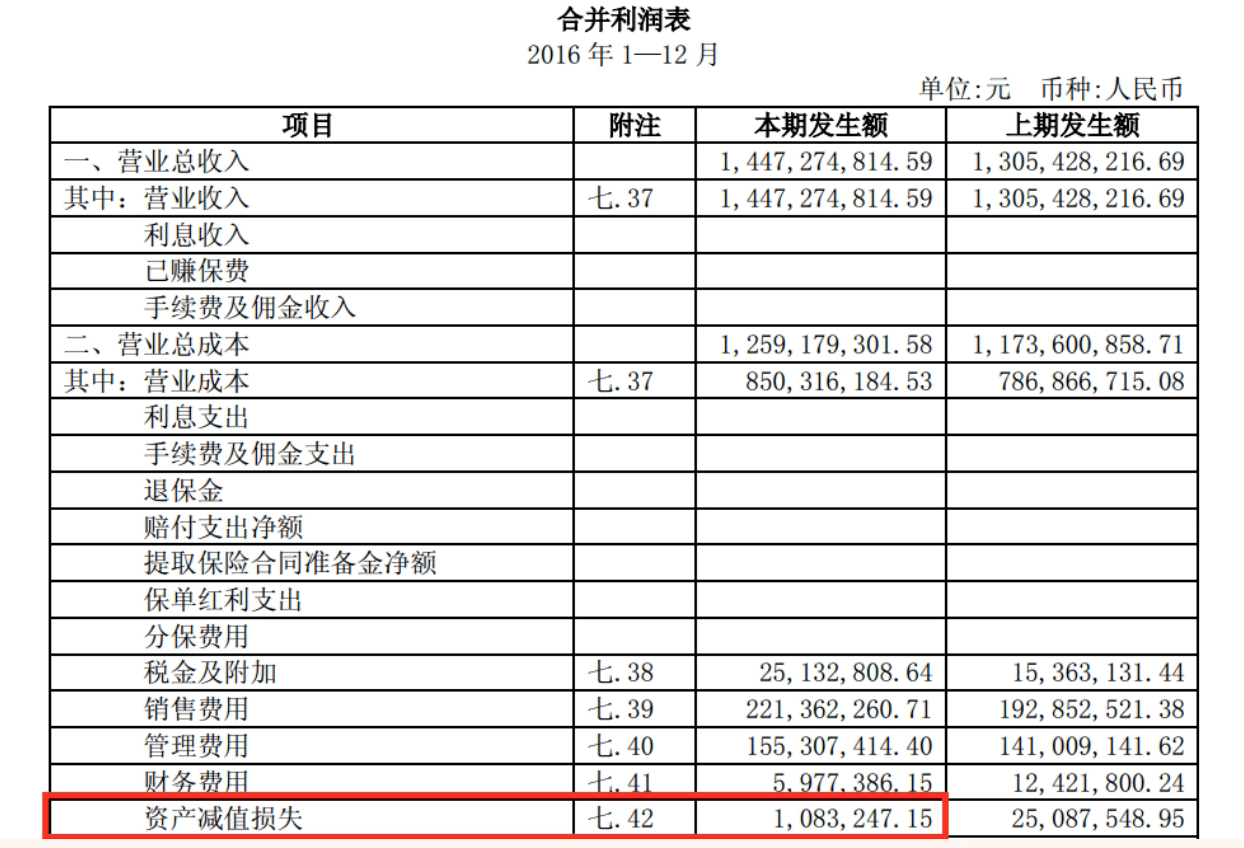 合并利润表
2016 年 1—12 月
单位:元 币种:人民币
项目 附注 本期发生额 上期发生额
一、营业总收入 1,447,274,814.59 1,305,428,216.69
其中：营业收入 七.37 1,447,274,814.59 1,305,428,216.69
利息收入
已赚保费
手续费及佣金收入
二、营业总成本 1,259,179,301.58 1,173,600,858.71
其中：营业成本 七.37 850,316,184.53 786,866,715.08
利息支出
手续费及佣金支出
退保金
赔付支出净额
提取保险合同准备金净额
保单红利支出
分保费用
税金及附加 七.38 25,132,808.64 15,363,131.44
销售费用 七.39 221,362,260.71 192,852,521.38
管理费用 七.40 155,307,414.40 141,009,141.62
财务费用 七.41 5,977,386.15 12,421,800.24
资产减值损失 七.42 1,083,247.15 25,087,548.95